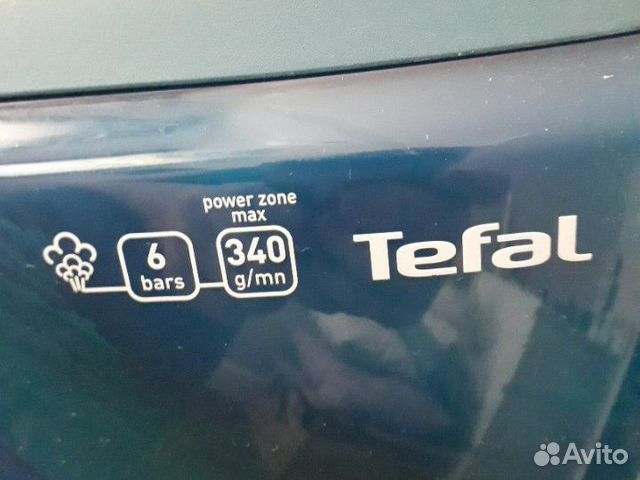 power zone
max
6
bars
340
g/mn
Tefal
Avito